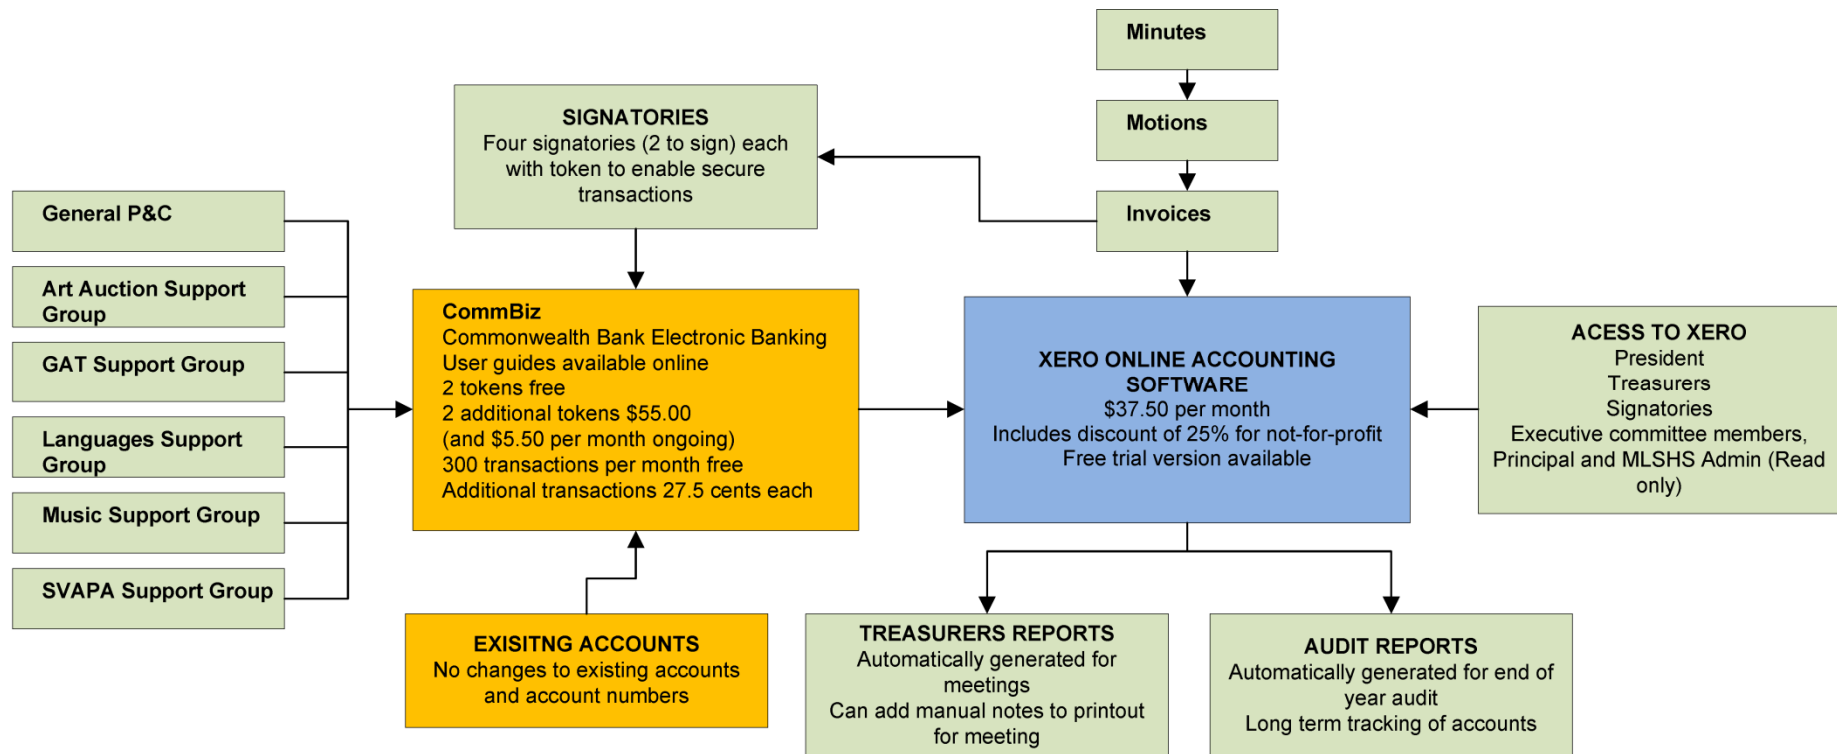 Minutes
Motions
Invoices
SIGNATORIES
Four signatories (2 to sign) each
with token to enable secure
transactions
General P&C
Art Auction Support
Group
GAT Support Group
Languages Support
Group
Music Support Group
SVAPA Support Group
CommBiz
Commonwealth Bank Electronic Banking
User guides available online
2 tokens free
2 additional tokens $55.00
(and $5.50 per month ongoing)
300 transactions per month free
Additional transactions 27.5 cents each
XERO ONLINE ACCOUNTING
SOFTWARE
$37.50 per month
Includes discount of 25% for not-for-profit
Free trial version available
ACESS TO XERO
President
Treasurers
Signatories
Executive committee members,
Principal and MLSHS Admin (Read
only)
EXISITNG ACCOUNTS
No changes to existing accounts
and account numbers
TREASURERS REPORTS
Automatically generated for
meetings
Can add manual notes to printout
for meeting
AUDIT REPORTS
Automatically generated for end of
year audit
Long term tracking of accounts